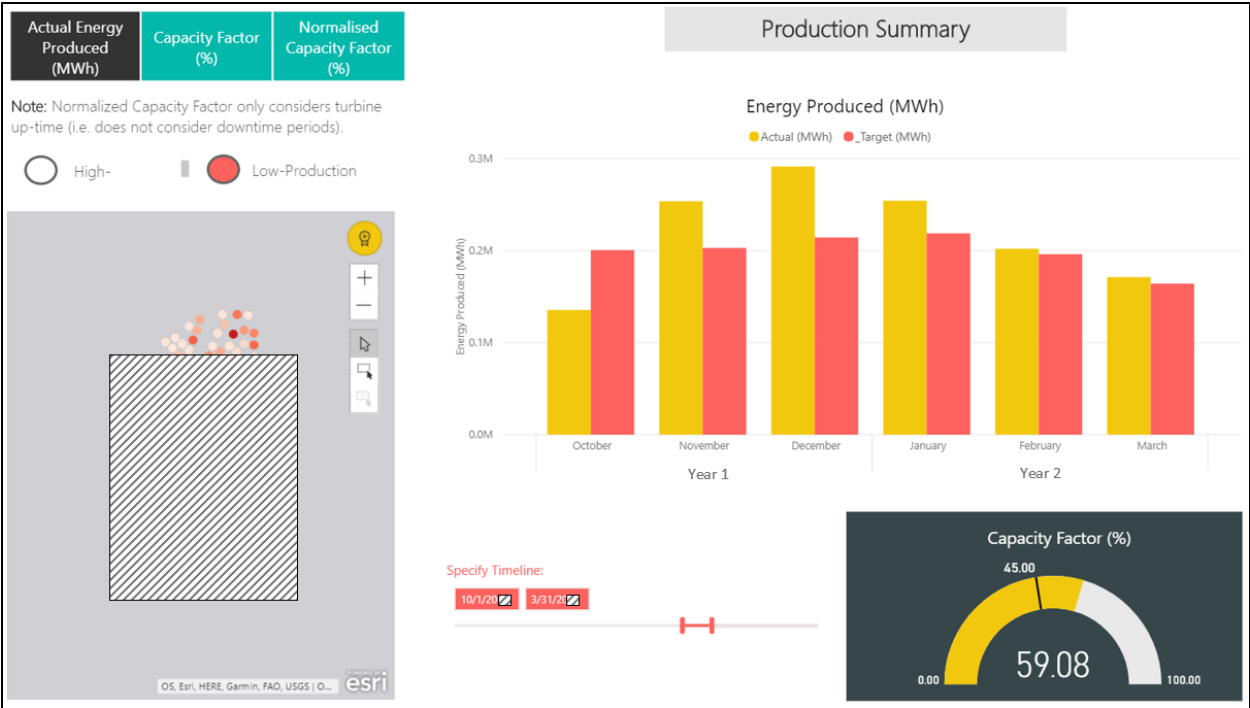 Actual Energy
Produced
(MWh)
Capacity Factor
(%)
Normalised
Capacity Factor
(%)
Note: Normalized Capacity Factor only considers turbine
up-time (i.e. does not consider downtime periods).
High-
Low-Production
OS, Esri, HERE, Garmin, FAO, USGS | O...
POWERED BY
esri
Production Summary
Energy Produced (MWh)
Actual (MWh) _Target (MWh)
Energy Produced (MWh)
0.3M
0.2M
0.1M
0.0M
October November December January February March
Year 1 Year 2
Specify Timeline:
10/1/20 3/31/20
Capacity Factor (%)
45.00
59.08
0.00 100.00